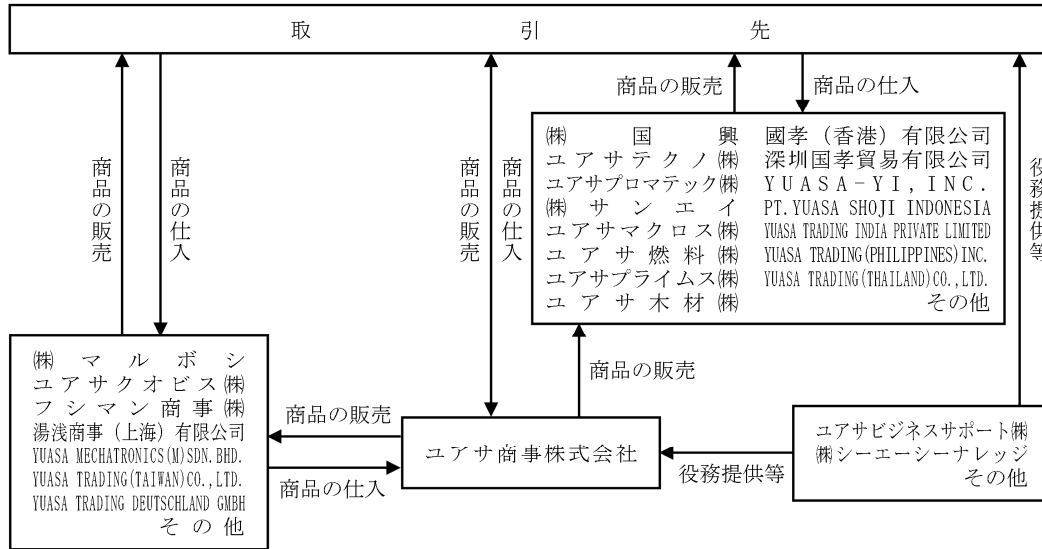 取引先
商品の販売
商品の仕入
商品の販売
商品の仕入
商品の販売
商品の仕入
役務提供等
㈱国興
ユアサテクノ㈱
ユアサプロマテック㈱
㈱サンエイ
ユアサマクロス㈱
ユアサ燃料㈱
ユアサプライムス㈱
ユアサ木材㈱
國孝（香港）有限公司
深圳国孝貿易有限公司
YUASA-YI, INC.
PT.YUASA SHOJI INDONESIA
YUASA TRADING INDIA PRIVATE LIMITED
YUASA TRADING(PHILIPPINES)INC.
YUASA TRADING(THAILAND)CO.,LTD.
その他
㈱マルボシ
ユアサクオビス㈱
フシマン商事㈱
湯浅商事（上海）有限公司
YUASA MECHATRONICS(M)SDN.BHD.
YUASA TRADING(TAIWAN)CO.,LTD.
YUASA TRADING DEUTSCHLAND GMBH
その他
商品の販売
商品の仕入
ユアサ商事株式会社
商品の販売
役務提供等
ユアサビジネスサポート㈱
㈱シーエーシーナレッジ
その他